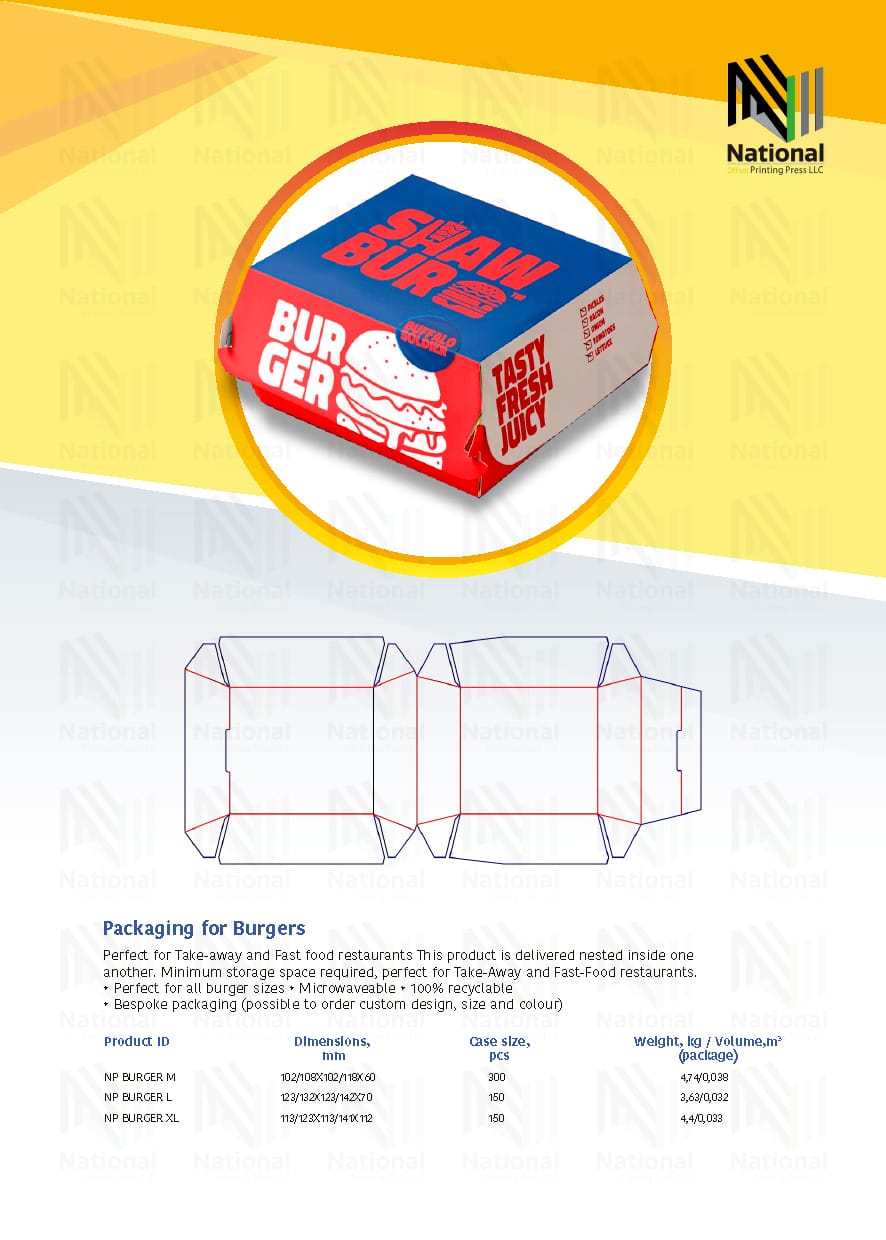 National
Offset Printing Press LLC
SHAW
BUR
™
BUFFALO
SOLDIER
BUR
GER
TASTY
FRESH
JUICY
PICKLES
BACON
ONION
TOMATOES
LETTUCE
Packaging for Burgers
Perfect for Take-away and Fast food restaurants This product is delivered nested inside one
another. Minimum storage space required, perfect for Take-Away and Fast-Food restaurants.
• Perfect for all burger sizes • Microwaveable • 100% recyclable
• Bespoke packaging (possible to order custom design, size and colour)
Product ID Dimensions, mm Case size, pcs Weight, kg / Volume,m³ (package)
NP BURGER M 102/108X102/118X60 300 4,74/0,038
NP BURGER L 123/132X123/142X70 150 3,63/0,032
NP BURGER XL 113/123X113/141X112 150 4,4/0,033